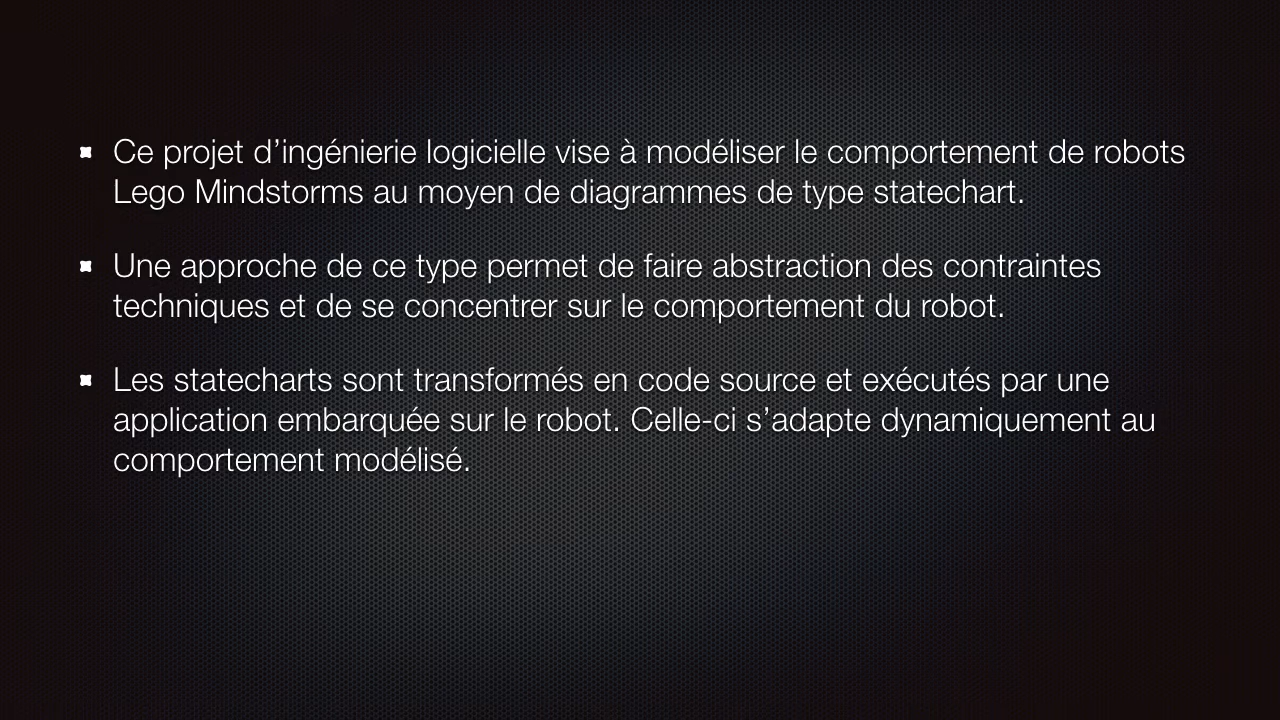 Ce projet d’ingénierie logicielle vise à modéliser le comportement de robots
Lego Mindstorms au moyen de diagrammes de type statechart.
Une approche de ce type permet de faire abstraction des contraintes
techniques et de se concentrer sur le comportement du robot.
Les statecharts sont transformés en code source et exécutés par une
application embarquée sur le robot. Celle-ci s’adapte dynamiquement au
comportement modélisé.